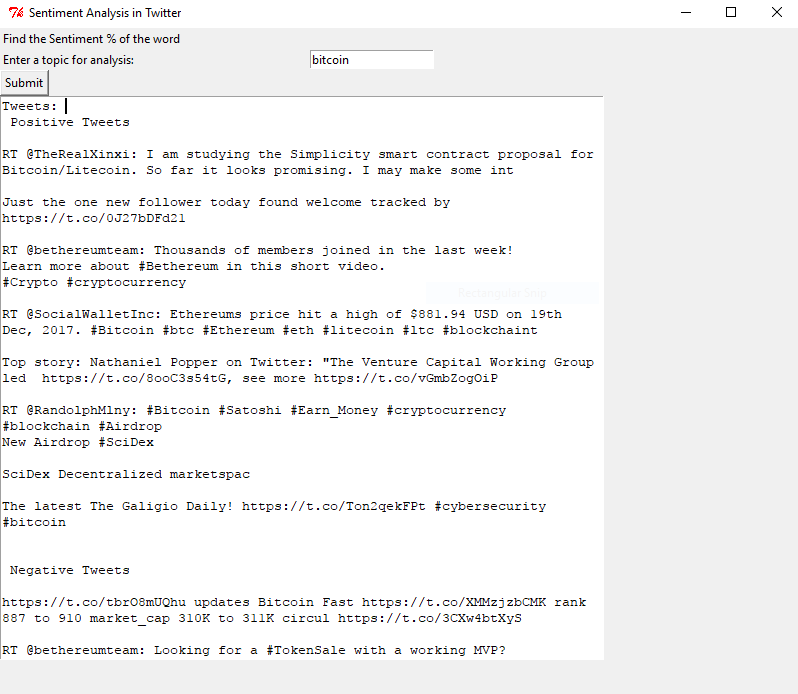 Sentiment Analysis in Twitter
Find the Sentiment % of the word
Enter a topic for analysis:
bitcoin
Submit
Tweets:
Positive Tweets
RT @TheRealXinxi: I am studying the Simplicity smart contract proposal for
Bitcoin/Litecoin. So far it looks promising. I may make some int
Just the one new follower today found welcome tracked by
https://t.co/0J27bDFd2l
RT @bethereumteam: Thousands of members joined in the last week!
Learn more about #Bethereum in this short video.
#Crypto #cryptocurrency
Rectangular Snip
RT @SocialWalletInc: Ethereums price hit a high of $881.94 USD on 19th
Dec, 2017. #Bitcoin #btc #Ethereum #eth #litecoin #ltc #blockchaint
Top story: Nathaniel Popper on Twitter: "The Venture Capital Working Group
led  https://t.co/8ooC3s54tG, see more https://t.co/vGmbZogOiP
RT @RandolphMlny: #Bitcoin #Satoshi #Earn_Money #cryptocurrency
#blockchain #Airdrop
New Airdrop #SciDex
SciDex Decentralized marketspac
The latest The Galigio Daily! https://t.co/Ton2qekFPt #cybersecurity
#bitcoin
Negative Tweets
https://t.co/tbrO8mUQhu updates Bitcoin Fast https://t.co/XMMzjzbCMK rank
887 to 910 market_cap 310K to 311K circul https://t.co/3CXw4btXyS
RT @bethereumteam: Looking for a #TokenSale with a working MVP?